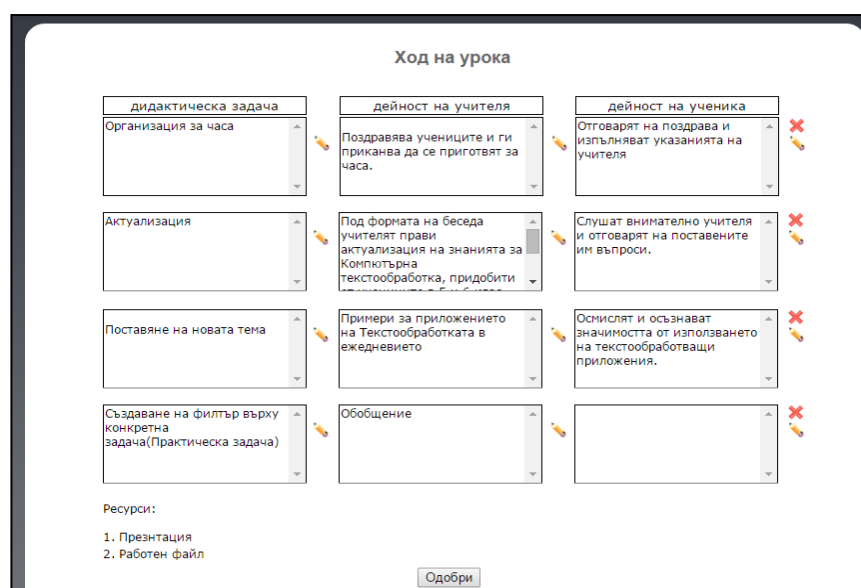 Ход на урока
дидактическа задача
дейност на учителя
дейност на ученика
Организация за часа
Поздравява учениците и ги
приканва да се приготвят за
часа.
Отговарят на поздрава и
изпълняват указанията на
учителя
Актуализация
Под формата на беседа
учителят прави
актуализация на знанията за
Компютърна
текстообработка, придобити
Слушат внимателно учителя
и отговарят на поставените
им въпроси.
Поставяне на новата тема
Примери за приложението
на Текстообработката в
ежедневието
Осмислят и осъзнават
значимостта от използването
на текстообработващи
приложения.
Създаване на филтър върху
конкретна
задача(Практическа задача)
Обобщение
Ресурси:
1. Презнтация
2. Работен файл
Одобри